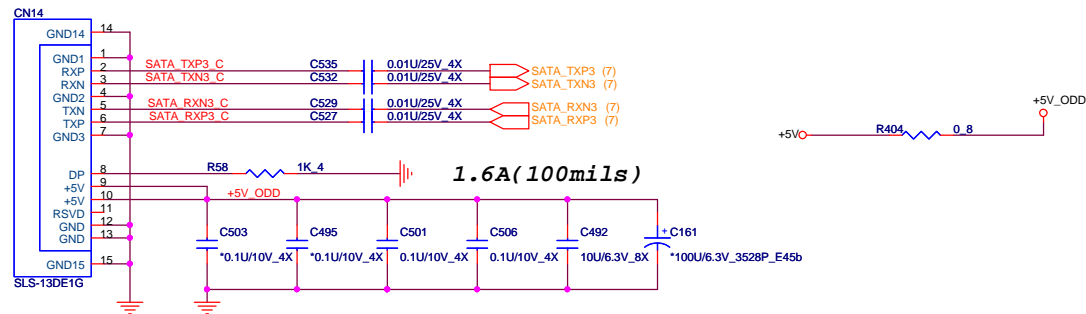 CN14
GND14 14
GND1 1
RXP 2 SATA_TXP3_C C535 0.01U/25V_4X SATA_TXP3 (7)
RXN 3 SATA_TXN3_C C532 0.01U/25V_4X SATA_TXN3 (7)
GND2 4
TXN 5 SATA_RXN3_C C529 0.01U/25V_4X SATA_RXN3 (7)
TXP 6 SATA_RXP3_C C527 0.01U/25V_4X SATA_RXP3 (7)
GND3 7
+5V R404 0_8 +5V_ODD
DP 8 R58 1K_4
1.6A(100mils)
+5V 9
+5V 10 +5V_ODD
RSVD 11
GND 12
GND 13
GND15 15
SLS-13DE1G
C503 C495 C501 C506 C492 + C161
*0.1U/10V_4X *0.1U/10V_4X 0.1U/10V_4X 0.1U/10V_4X 10U/6.3V_8X *100U/6.3V_3528P_E45b